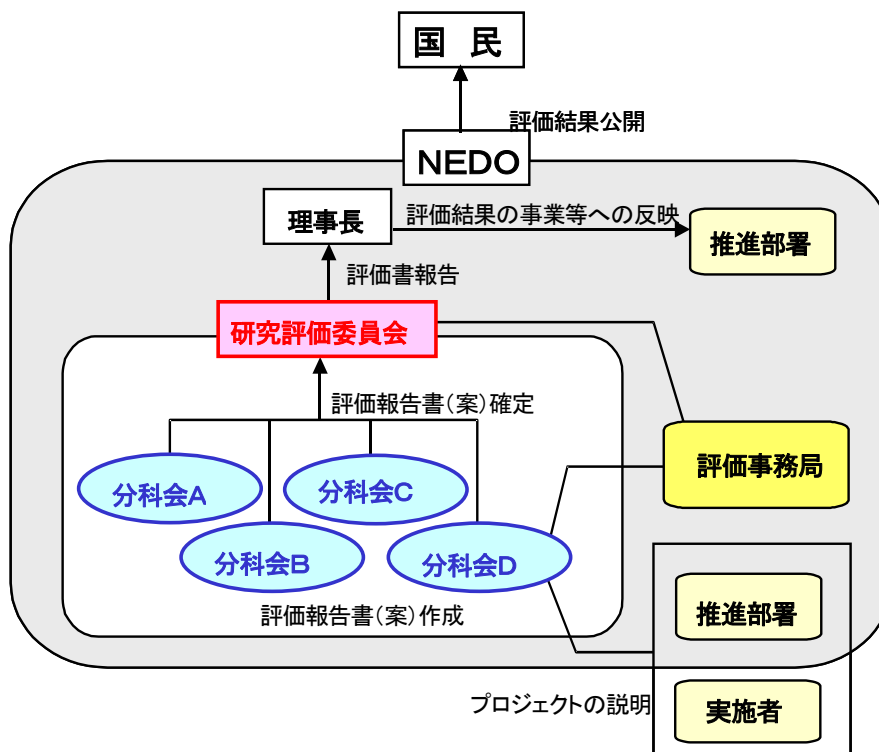 国 民
評価結果公開
NEDO
理事長
評価結果の事業等への反映
推進部署
評価書報告
研究評価委員会
評価報告書(案)確定
評価事務局
分科会A
分科会C
分科会B
分科会D
推進部署
評価報告書(案)作成
プロジェクトの説明
実施者